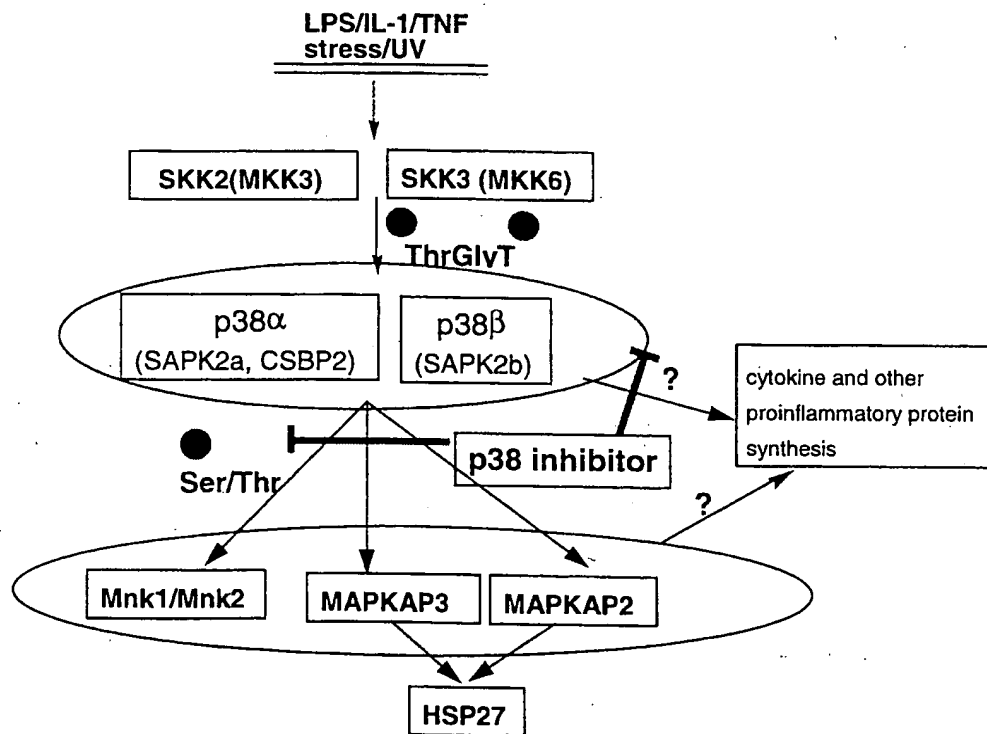 LPS/IL-1/TNF
stress/UV
SKK2(MKK3)
SKK3 (MKK6)
ThrGlvT
p38α
(SAPK2a, CSBP2)
p38β
(SAPK2b)
?
cytokine and other
proinflammatory protein
synthesis
p38 inhibitor
Ser/Thr
?
Mnk1/Mnk2
MAPKAP3
MAPKAP2
HSP27